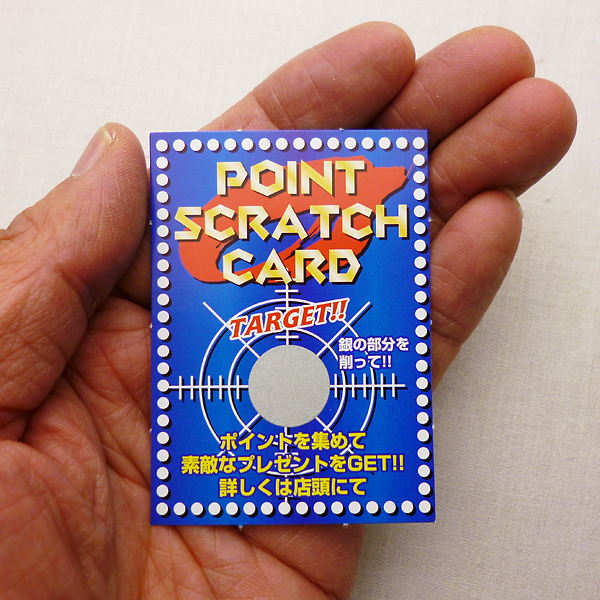 POINT
SCRATCH
CARD
TARGET!!
銀の部分を
削って!!
ポイントを集めて
素敵なプレゼントをGET!!
詳しくは店頭にて